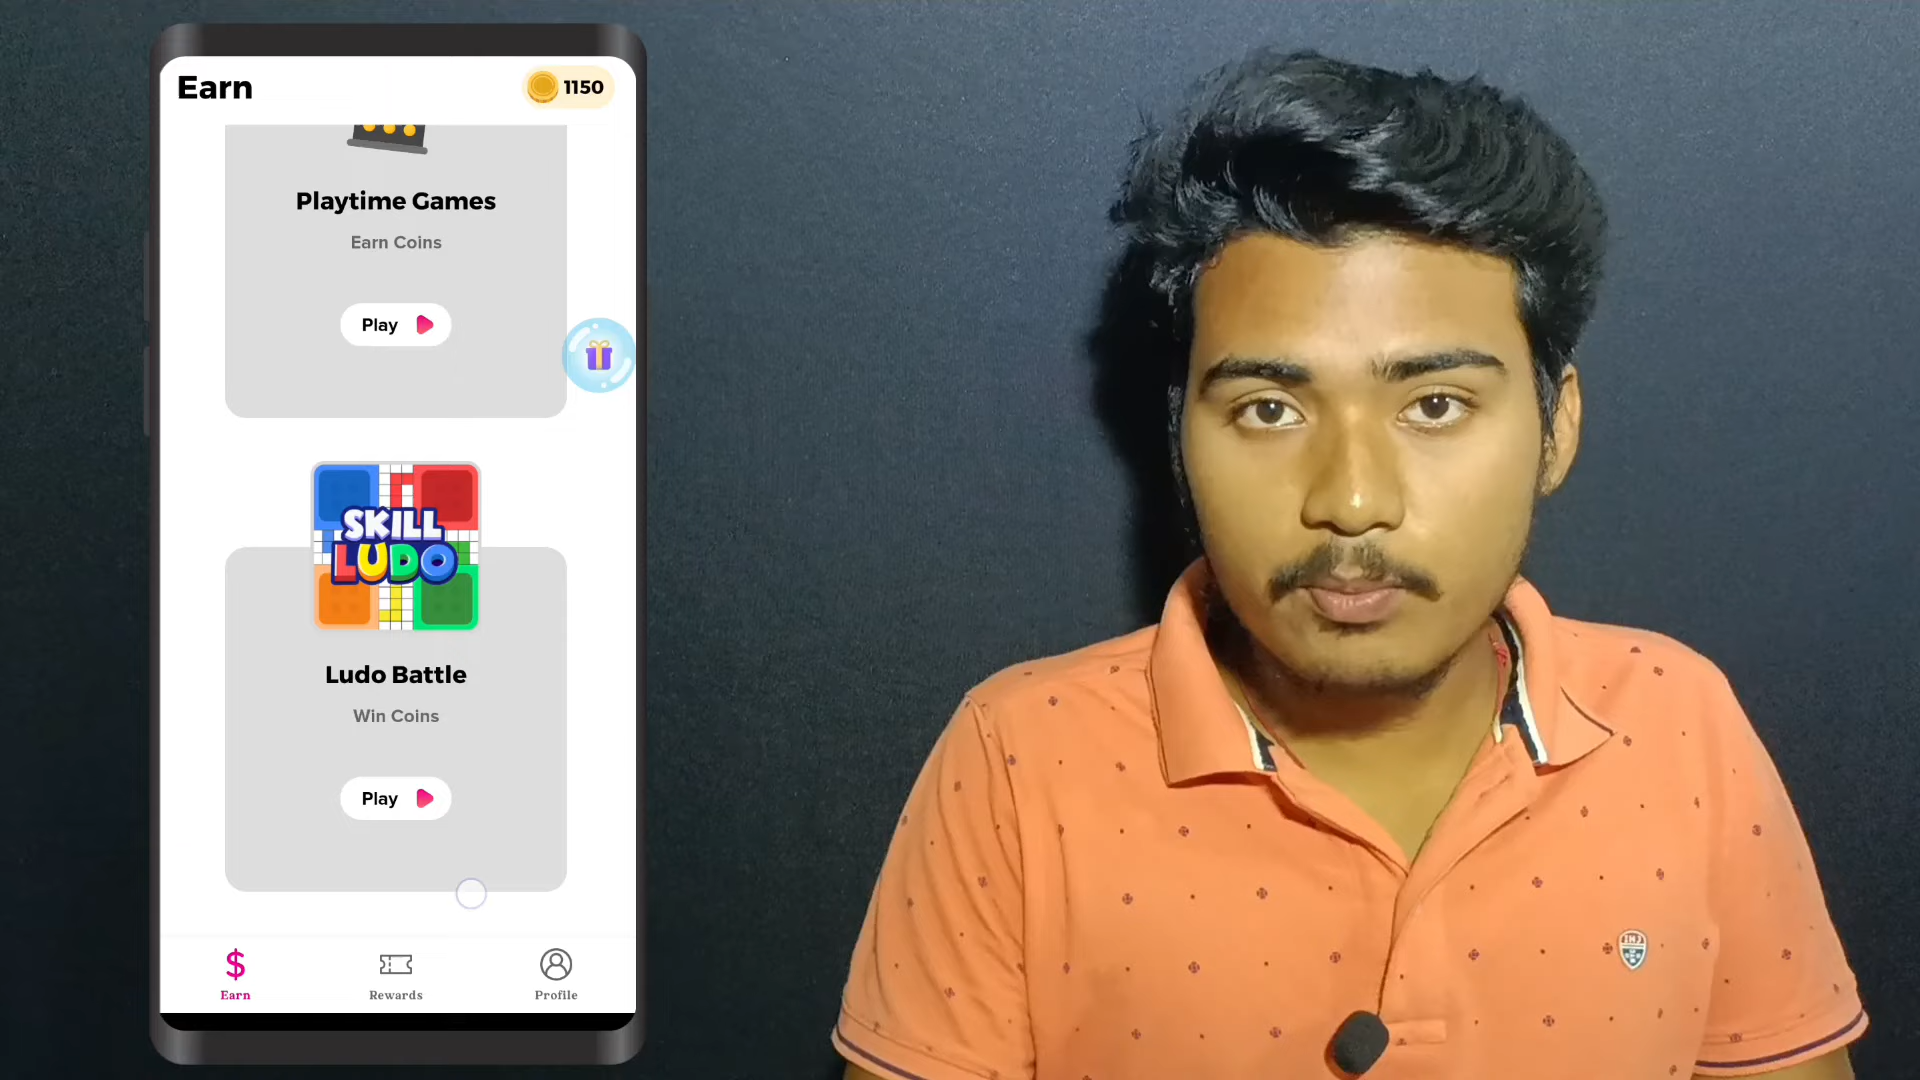 Earn
1150
Playtime Games
Earn Coins
Play
SKILL
LUDO
Ludo Battle
Win Coins
Play
Earn
Rewards
Profile